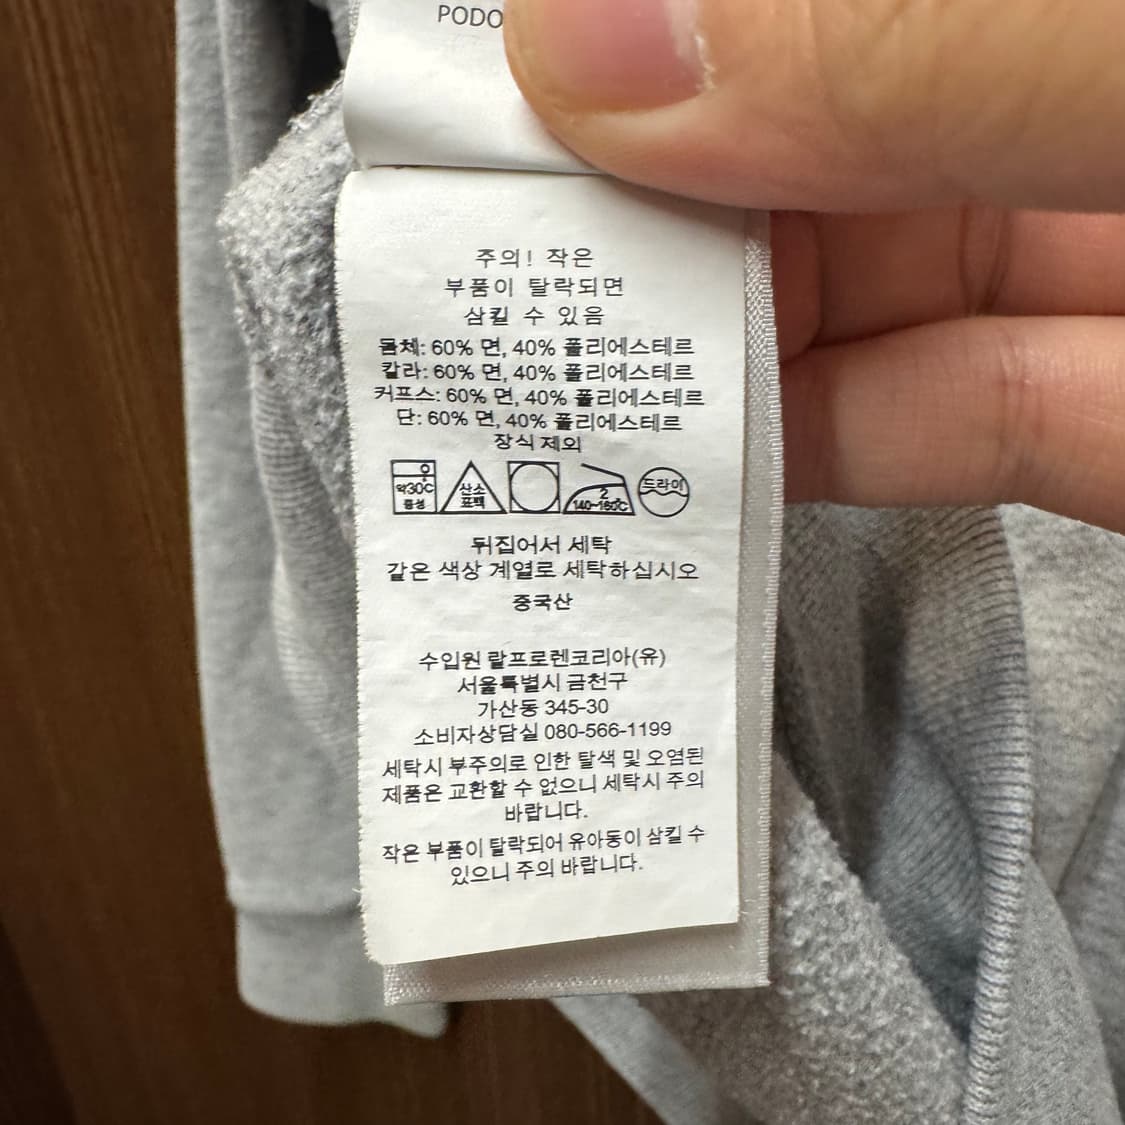 PODO
주의! 작은
부품이 탈락되면
삼킬 수 있음
몸체: 60% 면, 40% 폴리에스테르
칼라: 60% 면, 40% 폴리에스테르
커프스: 60% 면, 40% 폴리에스테르
단: 60% 면, 40% 폴리에스테르
장식 제외
약30℃ 중성
산소 표백
2 140~160℃
드라이
뒤집어서 세탁
같은 색상 계열로 세탁하십시오
중국산
수입원 랄프로렌코리아(유)
서울특별시 금천구
가산동 345-30
소비자상담실 080-566-1199
세탁시 부주의로 인한 탈색 및 오염된
제품은 교환할 수 없으니 세탁시 주의
바랍니다.
작은 부품이 탈락되어 유아동이 삼킬 수
있으니 주의 바랍니다.